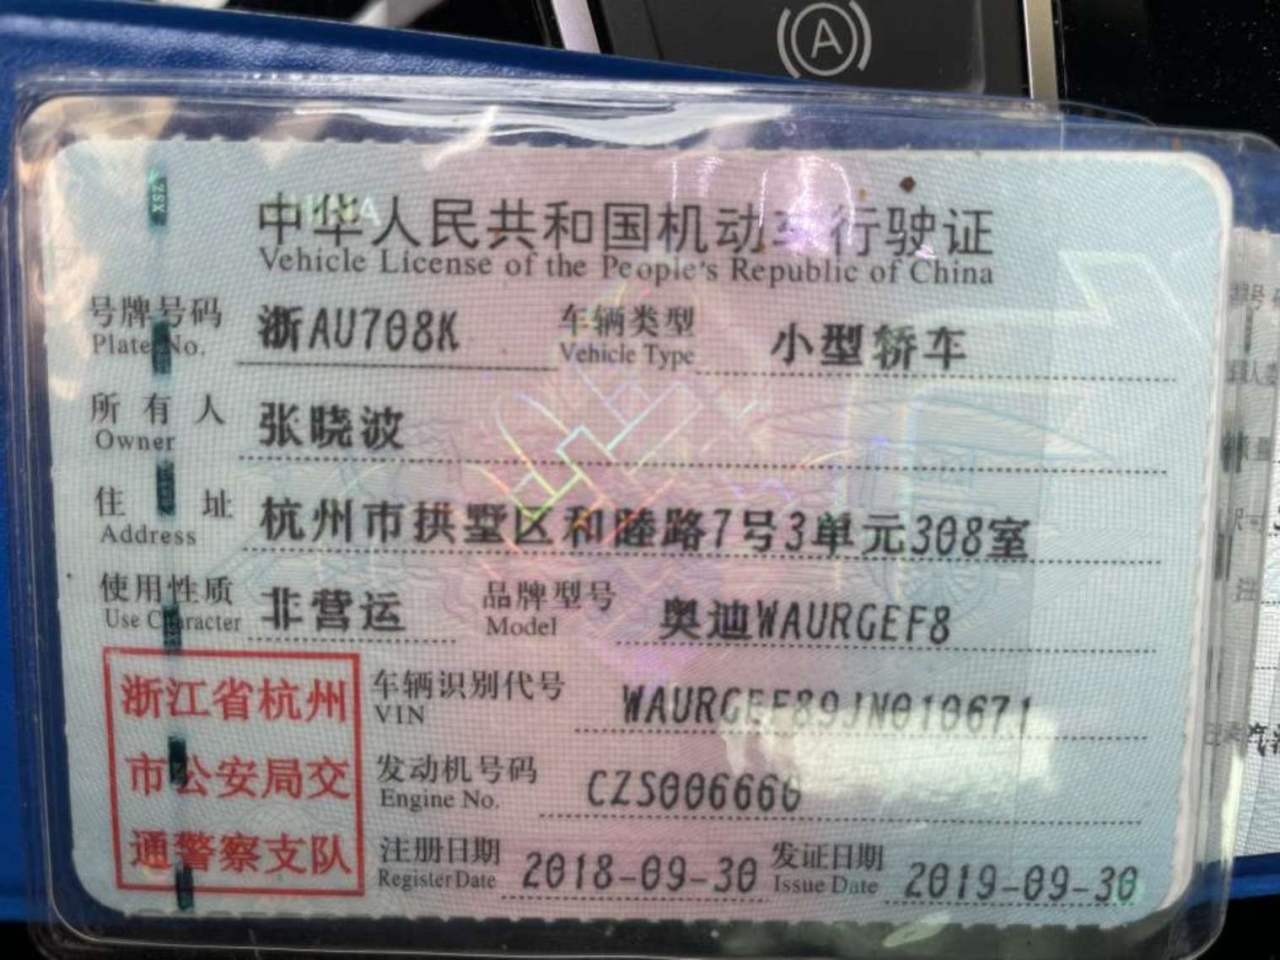 A
中华人民共和国机动车行驶证
Vehicle License of the People's Republic of China
号牌号码 浙AU708K 车辆类型 小型轿车
Plate No. Vehicle Type
所有人 张晓波
Owner
住址 杭州市拱墅区和睦路7号3单元308室
Address
使用性质 非营运 品牌型号 奥迪WAURGEF8
Use Character Model
浙江省杭州
市公安局交
通警察支队
车辆识别代号 WAURGEF89JN010671
VIN
发动机号码 CZS006660
Engine No.
注册日期 2018-09-30 发证日期 2019-09-30
Register Date Issue Date